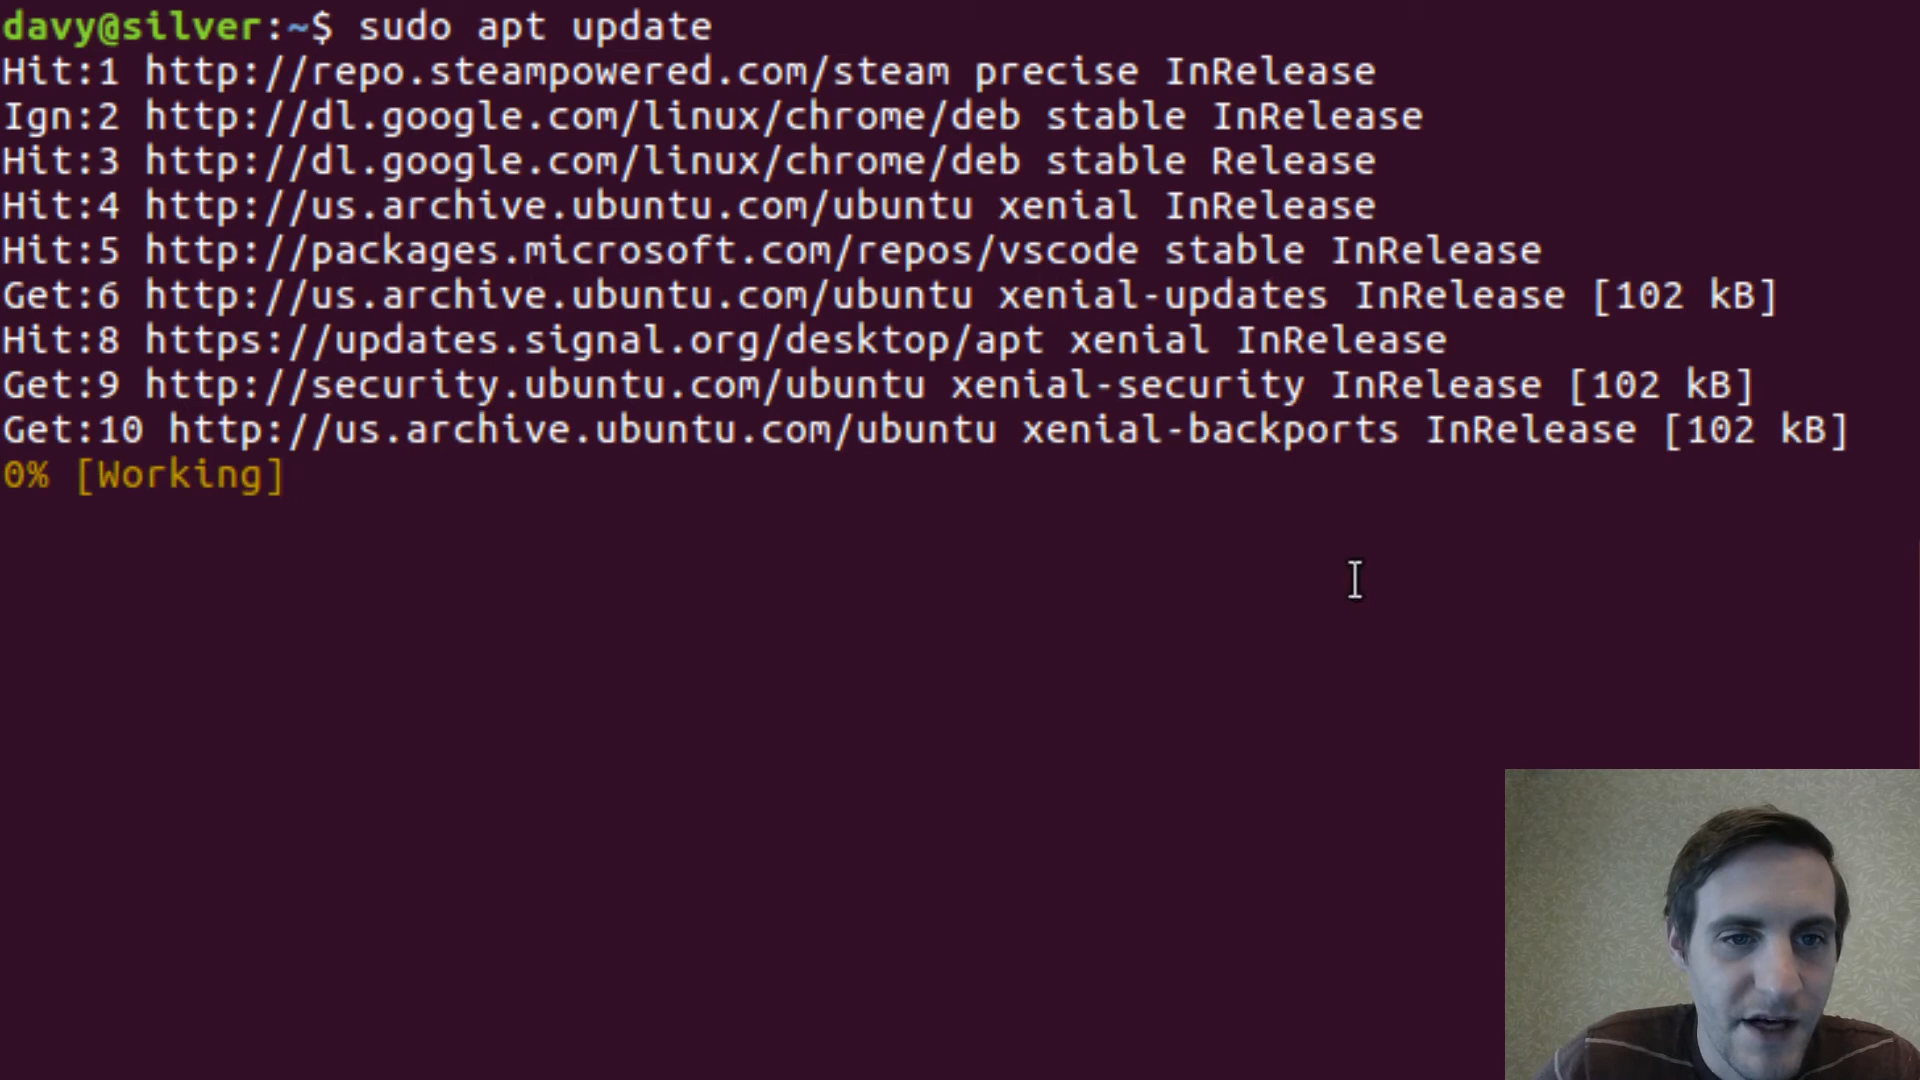 davy@silver:~$ sudo apt update
Hit:1 http://repo.steampowered.com/steam precise InRelease
Ign:2 http://dl.google.com/linux/chrome/deb stable InRelease
Hit:3 http://dl.google.com/linux/chrome/deb stable Release
Hit:4 http://us.archive.ubuntu.com/ubuntu xenial InRelease
Hit:5 http://packages.microsoft.com/repos/vscode stable InRelease
Get:6 http://us.archive.ubuntu.com/ubuntu xenial-updates InRelease [102 kB]
Hit:8 https://updates.signal.org/desktop/apt xenial InRelease
Get:9 http://security.ubuntu.com/ubuntu xenial-security InRelease [102 kB]
Get:10 http://us.archive.ubuntu.com/ubuntu xenial-backports InRelease [102 kB]
0% [Working]